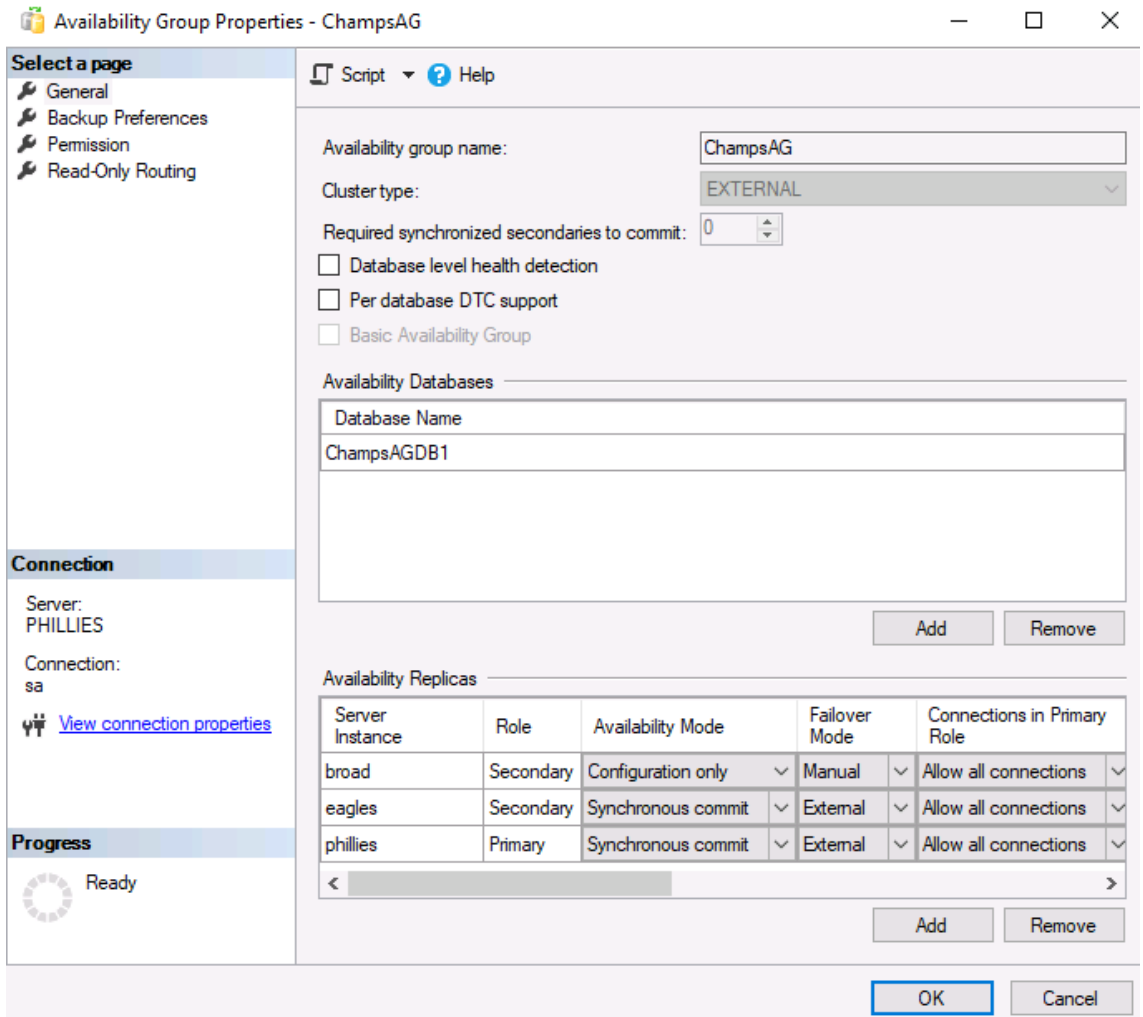 Availability Group Properties - ChampsAG
Select a page
General
Backup Preferences
Permission
Read-Only Routing
Script
Help
Availability group name: ChampsAG
Cluster type: EXTERNAL
Required synchronized secondaries to commit: 0
Database level health detection
Per database DTC support
Basic Availability Group
Availability Databases
Database Name
ChampsAGDB1
Add Remove
Connection
Server:
PHILLIES
Connection:
sa
View connection properties
Progress
Ready
Availability Replicas
Server Instance Role Availability Mode Failover Mode Connections in Primary Role
broad Secondary Configuration only Manual Allow all connections
eagles Secondary Synchronous commit External Allow all connections
phillies Primary Synchronous commit External Allow all connections
Add Remove
OK Cancel